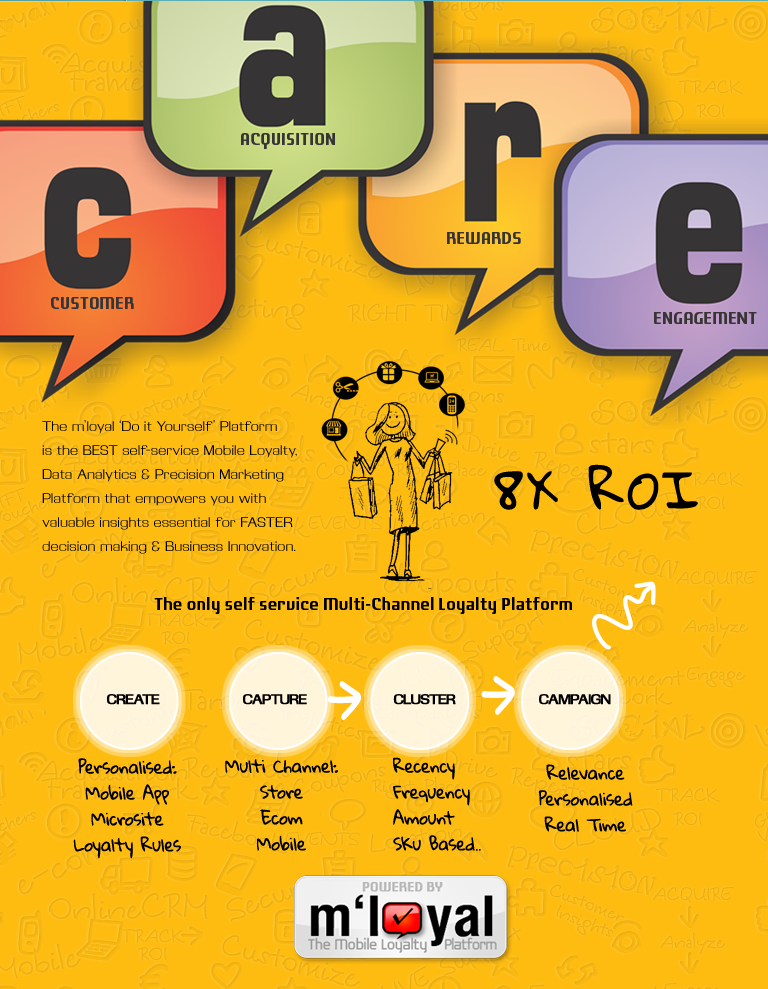 c
CUSTOMER
a
ACQUISITION
r
REWARDS
e
ENGAGEMENT
The m'loyal 'Do it Yourself' Platform
is the BEST self-service Mobile Loyalty,
Data Analytics & Precision Marketing
Platform that empowers you with
valuable insights essential for FASTER
decision making & Business Innovation.
8X ROI
The only self service Multi-Channel Loyalty Platform
CREATE
Personalised:
Mobile App
Microsite
Loyalty Rules
CAPTURE
Multi Channel:
Store
Ecom
Mobile
CLUSTER
Recency
Frequency
Amount
SKu Based..
CAMPAIGN
Relevance
Personalised
Real Time
POWERED BY
m'loyal
The Mobile Loyalty Platform